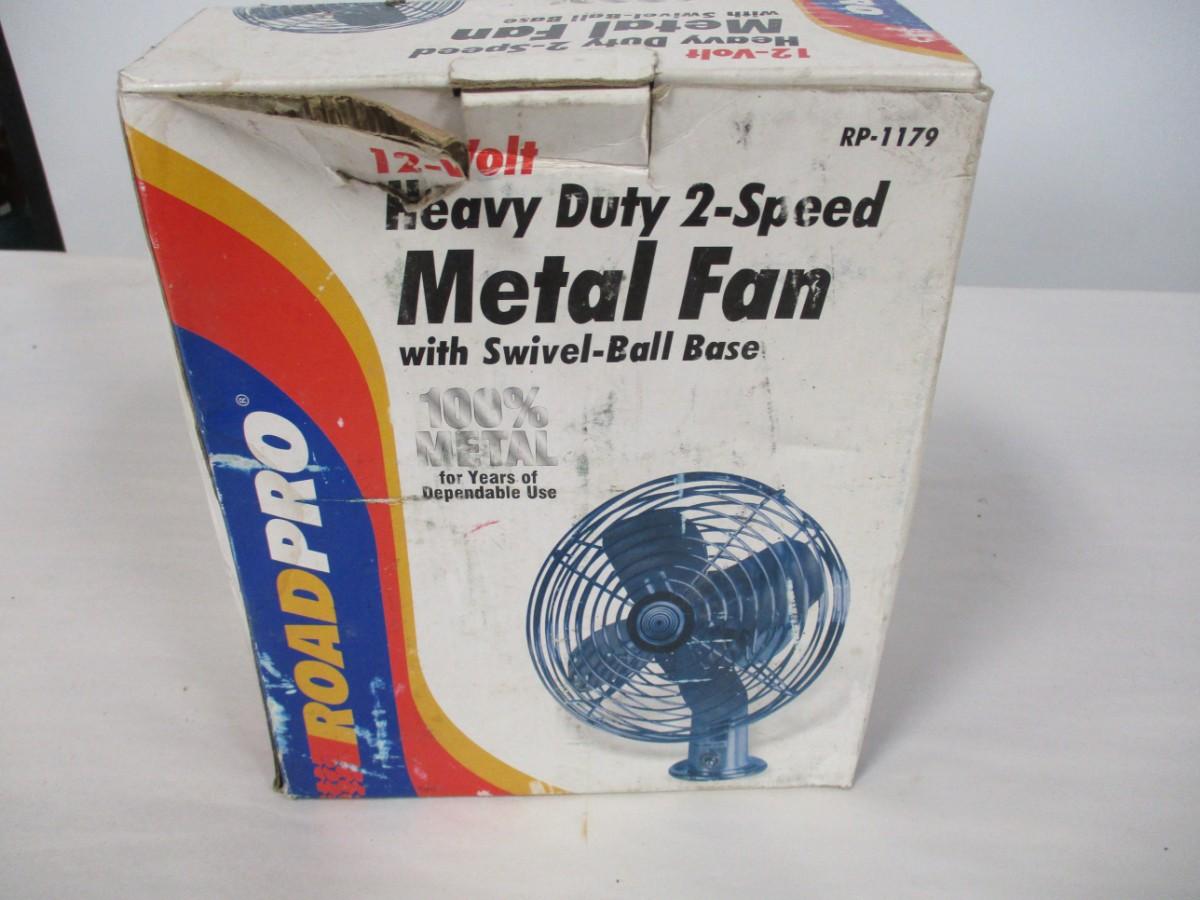 12-Volt
Heavy Duty 2-Speed
Metal Fan
with Swivel-Ball Base
PRO
RP-1179
12-Volt
Heavy Duty 2-Speed
Metal Fan
with Swivel-Ball Base
100%
METAL
for Years of
Dependable Use
ROADPRO®